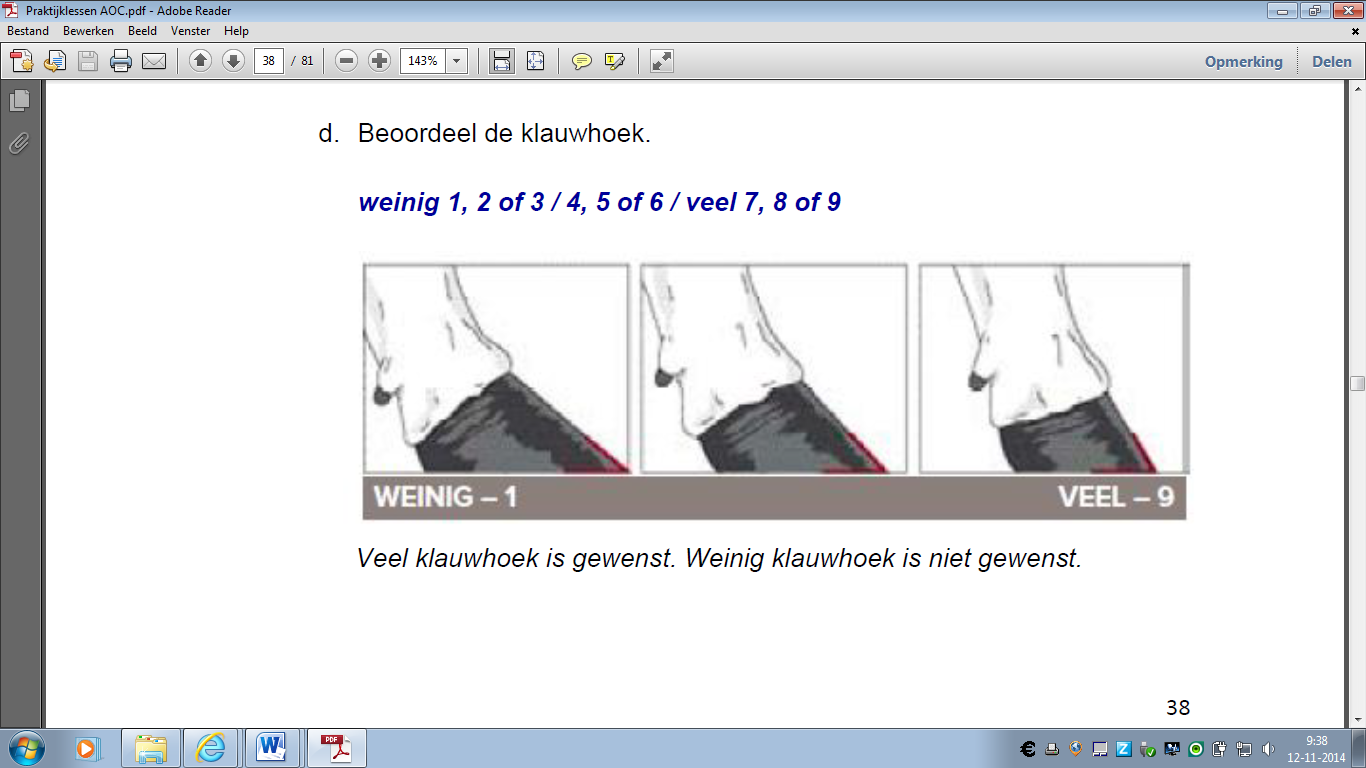 Praktijklessen AOC.pdf - Adobe Reader
Bestand Bewerken Beeld Venster Help
38 / 81 143% Opmerking Delen
d. Beoordeel de klauwhoek.
weinig 1, 2 of 3 / 4, 5 of 6 / veel 7, 8 of 9
WEINIG – 1 VEEL – 9
Veel klauwhoek is gewenst. Weinig klauwhoek is niet gewenst.
38
9:38
12-11-2014